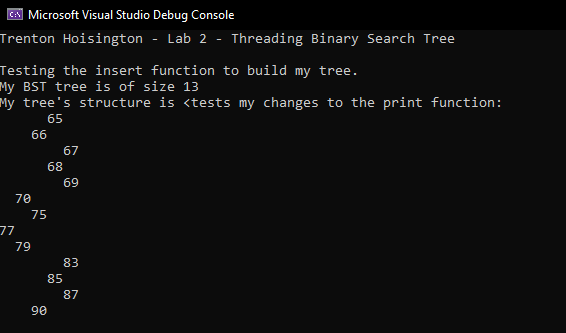 Microsoft Visual Studio Debug Console
Trenton Hoisington - Lab 2 - Threading Binary Search Tree
Testing the insert function to build my tree.
My BST tree is of size 13
My tree's structure is <tests my changes to the print function:
65
66
67
68
69
70
75
77
79
83
85
87
90